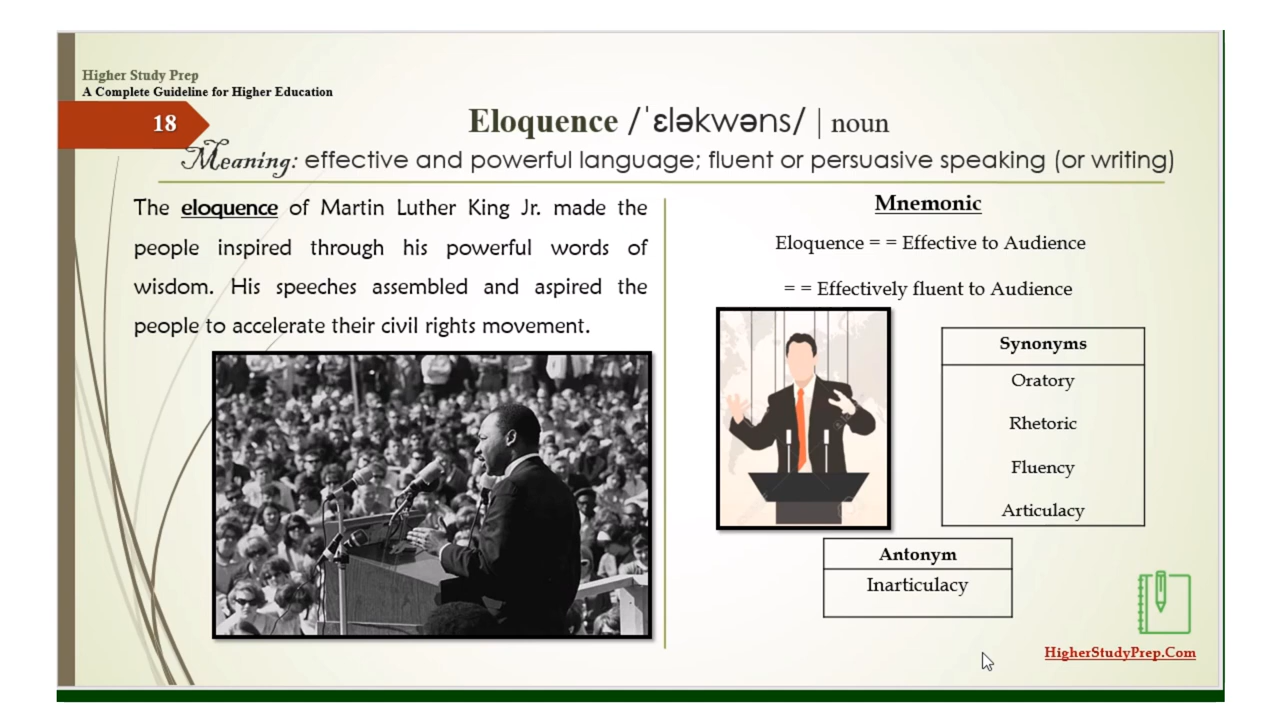 Higher Study Prep
A Complete Guideline for Higher Education
18
Eloquence /ˈɛləkwəns/ | noun
Meaning: effective and powerful language; fluent or persuasive speaking (or writing)
The eloquence of Martin Luther King Jr. made the
people inspired through his powerful words of
wisdom. His speeches assembled and aspired the
people to accelerate their civil rights movement.
Mnemonic
Eloquence = = Effective to Audience
= = Effectively fluent to Audience
Synonyms
Oratory
Rhetoric
Fluency
Articulacy
Antonym
Inarticulacy
HigherStudyPrep.Com